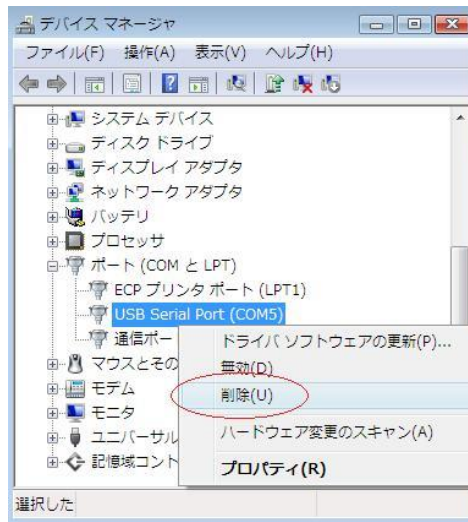 デバイス マネージャ
ファイル(F) 操作(A) 表示(V) ヘルプ(H)
システム デバイス
ディスク ドライブ
ディスプレイ アダプタ
ネットワーク アダプタ
バッテリ
プロセッサ
ポート (COM と LPT)
ECP プリンタ ポート (LPT1)
USB Serial Port (COM5)
通信ポー
ドライバ ソフトウェアの更新(P)...
マウスとその
無効(D)
モデム
削除(U)
モニタ
ユニバーサル
ハードウェア変更のスキャン(A)
記憶域コント
プロパティ(R)
選択した